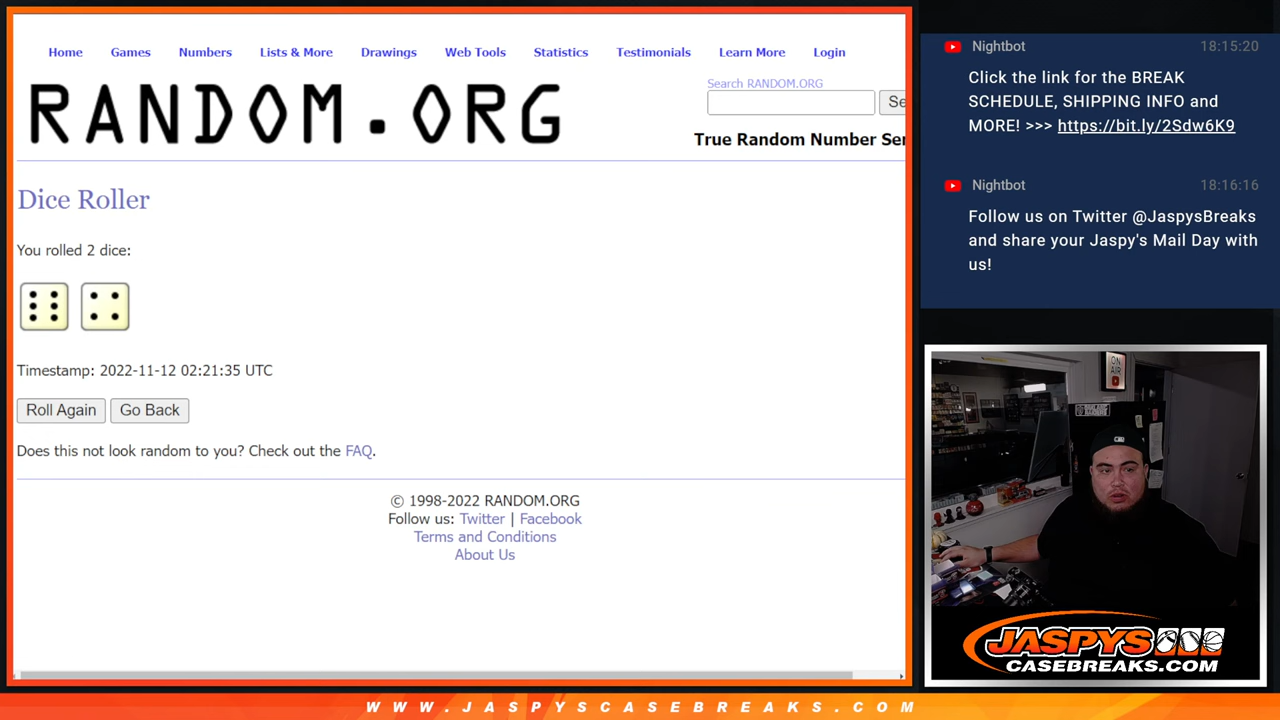 Home Games Numbers Lists & More Drawings Web Tools Statistics Testimonials Learn More Login
RANDOM.ORG
Search RANDOM.ORG
Se
True Random Number Ser
Dice Roller
You rolled 2 dice:
Timestamp: 2022-11-12 02:21:35 UTC
Roll Again Go Back
Does this not look random to you? Check out the FAQ.
© 1998-2022 RANDOM.ORG
Follow us: Twitter | Facebook
Terms and Conditions
About Us
Nightbot 18:15:20
Click the link for the BREAK
SCHEDULE, SHIPPING INFO and
MORE! >>> https://bit.ly/2Sdw6K9
Nightbot 18:16:16
Follow us on Twitter @JaspysBreaks
and share your Jaspy's Mail Day with
us!
ON
AIR
JASPYS
CASEBREAKS.COM
WWW.JASPYSCASEBREAKS.COM